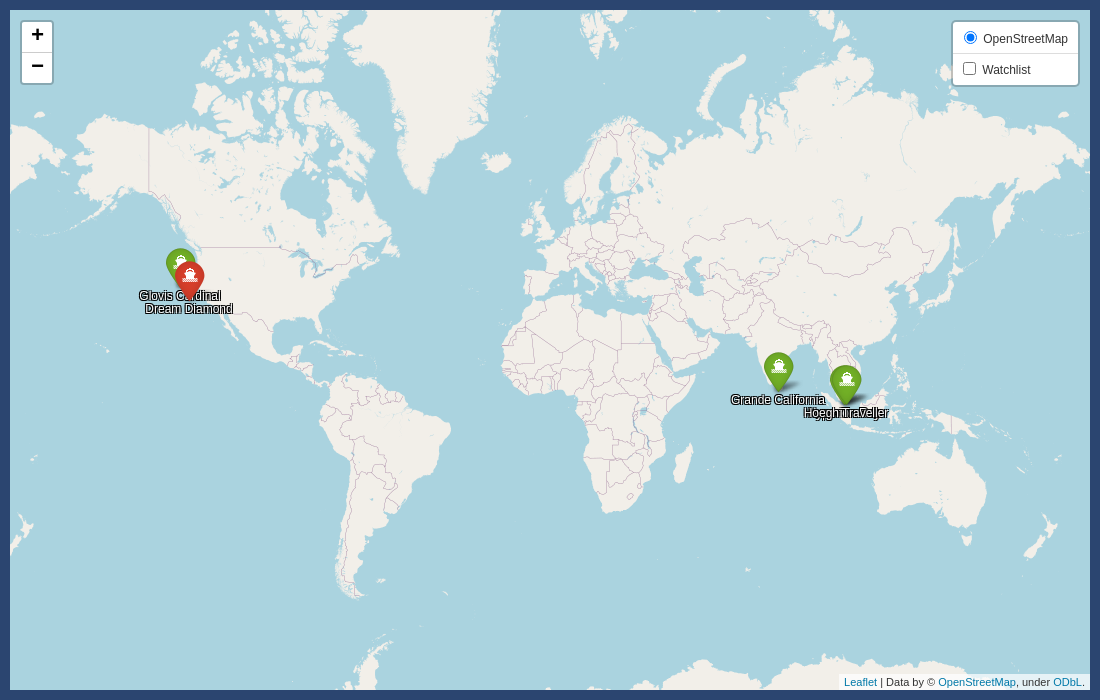 +
−
OpenStreetMap
Watchlist
Glovis Cardinal
Dream Diamond
Grande California
Hoegh Traveller
Leaflet | Data by © OpenStreetMap, under ODbL.